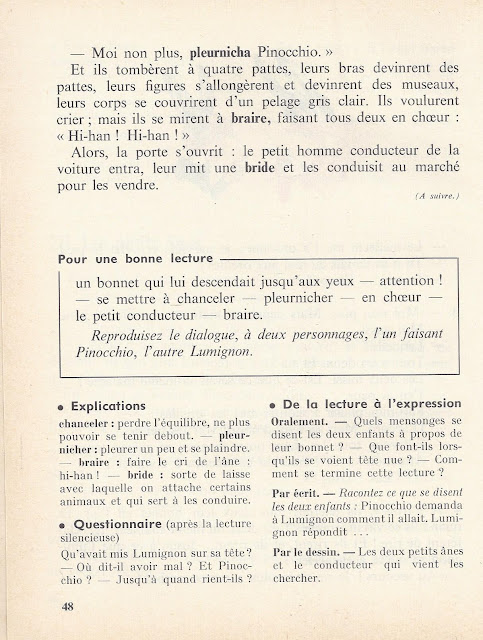 — Moi non plus, pleurnicha Pinocchio. »
Et ils tombèrent à quatre pattes, leurs bras devinrent des
pattes, leurs figures s'allongèrent et devinrent des museaux,
leurs corps se couvrirent d'un pelage gris clair. Ils voulurent
crier ; mais ils se mirent à braire, faisant tous deux en chœur :
« Hi-han ! Hi-han ! »
Alors, la porte s'ouvrit : le petit homme conducteur de la
voiture entra, leur mit une bride et les conduisit au marché
pour les vendre.
(A suivre.)
Pour une bonne lecture
un bonnet qui lui descendait jusqu'aux yeux — attention !
— se mettre à chanceler — pleurnicher — en chœur —
le petit conducteur — braire.
Reproduisez le dialogue, à deux personnages, l'un faisant
Pinocchio, l'autre Lumignon.
• Explications
chanceler : perdre l'équilibre, ne plus
pouvoir se tenir debout. — pleur-
nicher : pleurer un peu et se plaindre.
— braire : faire le cri de l'âne :
hi-han ! — bride : sorte de laisse
avec laquelle on attache certains
animaux et qui sert à les conduire.
• Questionnaire (après la lecture
silencieuse)
Qu'avait mis Lumignon sur sa tête ?
— Où dit-il avoir mal ? Et Pinoc-
chio ? — Jusqu'à quand rient-ils ?
• De la lecture à l'expression
Oralement. — Quels mensonges se
disent les deux enfants à propos de
leur bonnet ? — Que font-ils lors-
qu'ils se voient tête nue ? — Com-
ment se termine cette lecture ?
Par écrit. — Racontez ce que se disent
les deux enfants : Pinocchio demanda
à Lumignon comment il allait. Lumi-
gnon répondit ...
Par le dessin. — Les deux petits ânes
et le conducteur qui vient les
chercher.
48